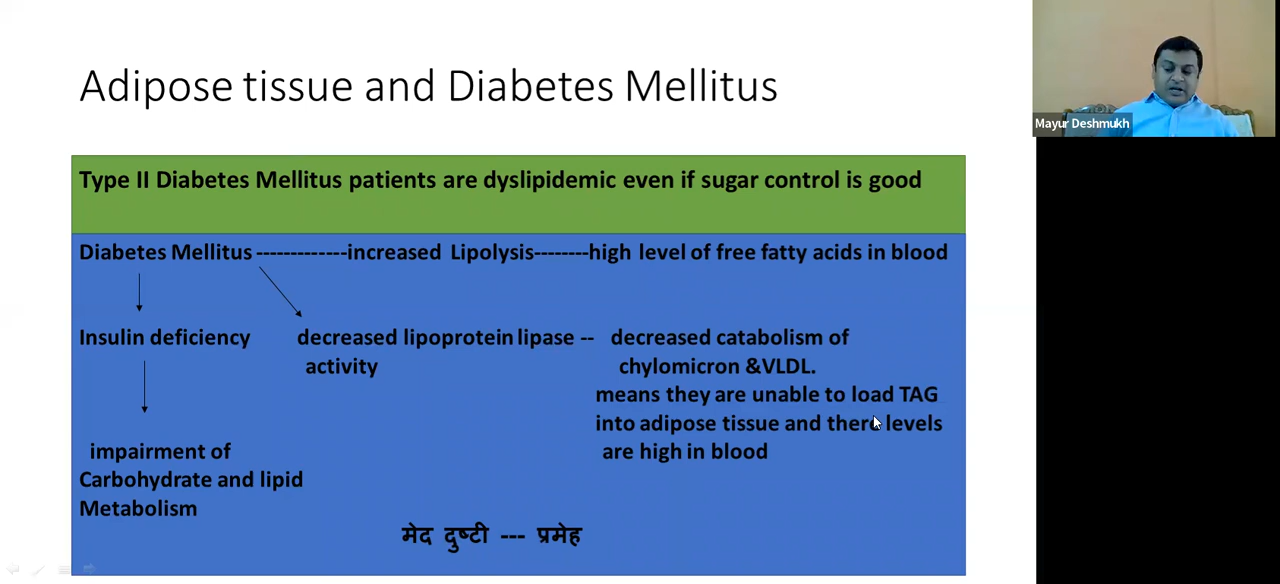 Adipose tissue and Diabetes Mellitus
Mayur Deshmukh
Type II Diabetes Mellitus patients are dyslipidemic even if sugar control is good
Diabetes Mellitus -------------increased Lipolysis--------high level of free fatty acids in blood
Insulin deficiency decreased lipoprotein lipase -- decreased catabolism of
activity chylomicron &VLDL.
means they are unable to load TAG
into adipose tissue and there levels
impairment of are high in blood
Carbohydrate and lipid
Metabolism
मेद दुष्टी --- प्रमेह